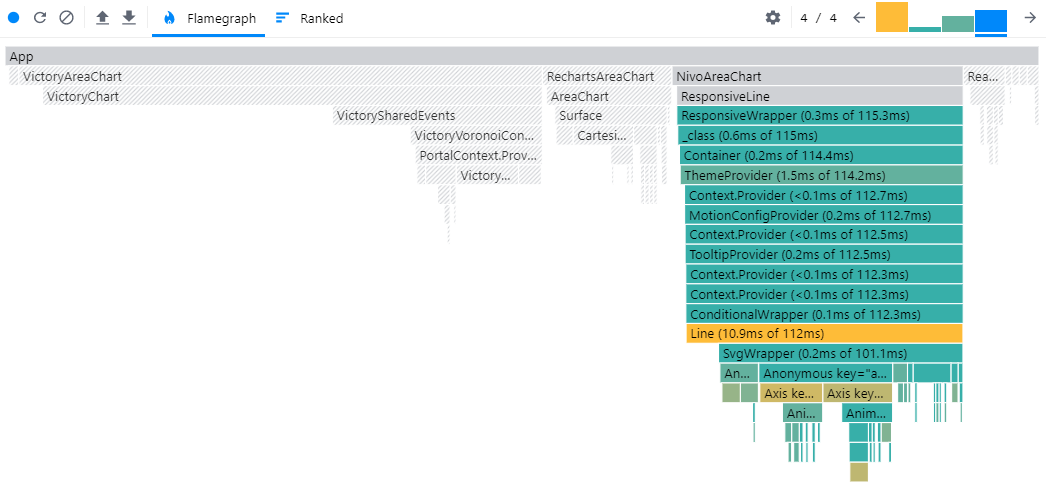 Flamegraph Ranked 4 / 4
App
VictoryAreaChart RechartsAreaChart NivoAreaChart Rea...
VictoryChart AreaChart ResponsiveLine
VictorySharedEvents Surface ResponsiveWrapper (0.3ms of 115.3ms)
VictoryVoronoiCon... Cartesi... _class (0.6ms of 115ms)
PortalContext.Prov... Container (0.2ms of 114.4ms)
Victory... ThemeProvider (1.5ms of 114.2ms)
Context.Provider (<0.1ms of 112.7ms)
MotionConfigProvider (0.2ms of 112.7ms)
Context.Provider (<0.1ms of 112.5ms)
TooltipProvider (0.2ms of 112.5ms)
Context.Provider (<0.1ms of 112.3ms)
Context.Provider (<0.1ms of 112.3ms)
ConditionalWrapper (0.1ms of 112.3ms)
Line (10.9ms of 112ms)
SvgWrapper (0.2ms of 101.1ms)
An... Anonymous key="a...
Axis ke... Axis key...
Ani... Anim...